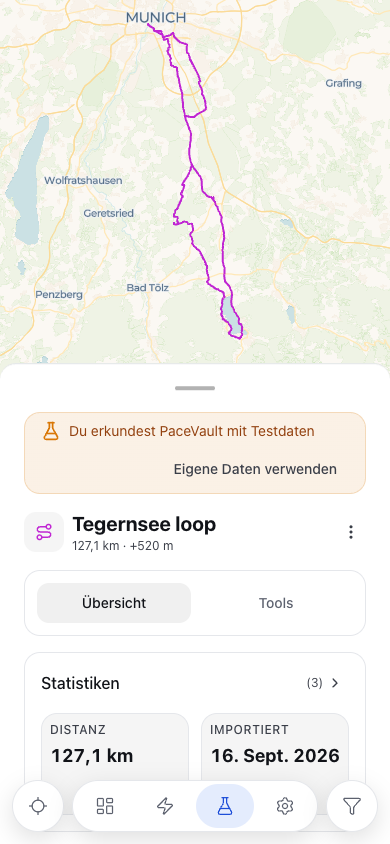 MUNICH
Grafing
Wolfratshausen
Geretsried
Bad Tölz
Penzberg
Du erkundest PaceVault mit Testdaten
Eigene Daten verwenden
Tegernsee loop
127,1 km · +520 m
Übersicht
Tools
Statistiken
(3)
DISTANZ
IMPORTIERT
127,1 km
16. Sept. 2026